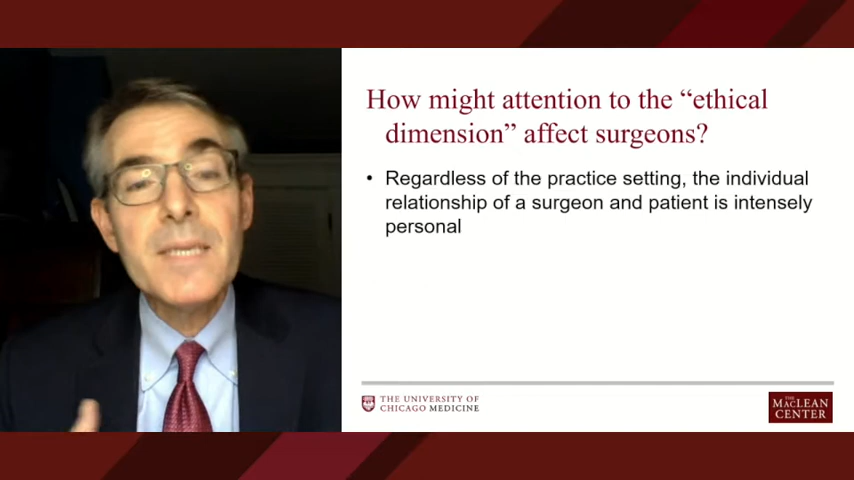 How might attention to the “ethical
dimension” affect surgeons?
• Regardless of the practice setting, the individual
relationship of a surgeon and patient is intensely
personal
THE UNIVERSITY OF
CHICAGO MEDICINE
THE
MACLEAN
CENTER